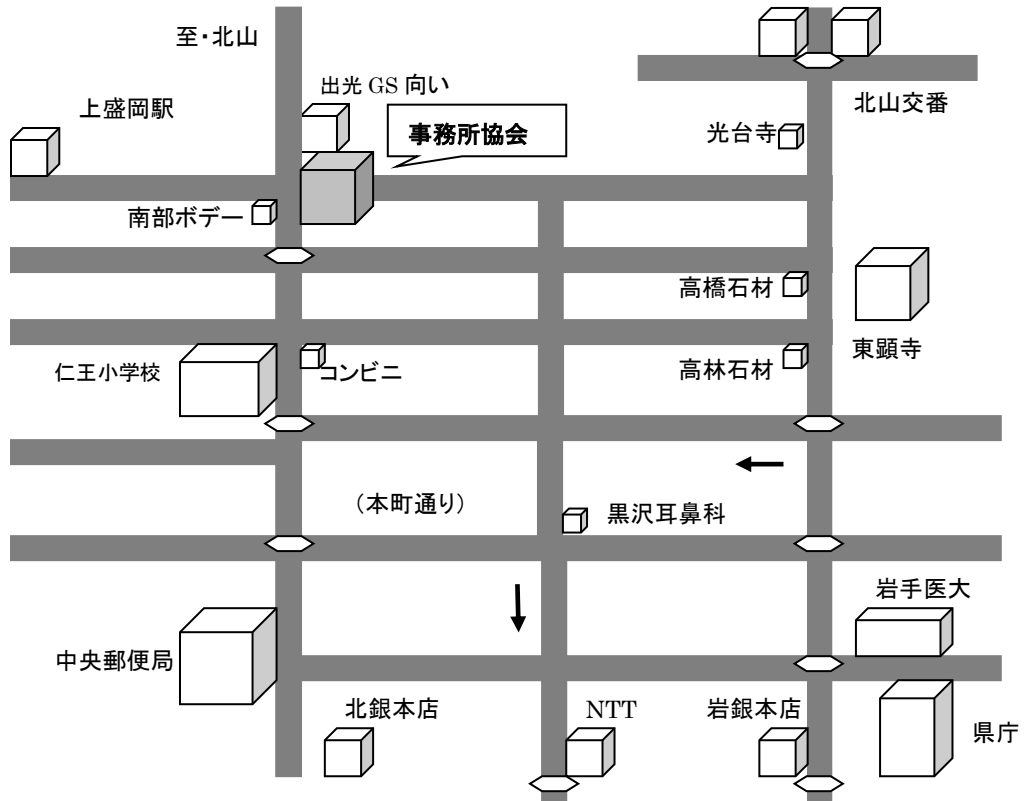 至・北山
出光 GS 向い
上盛岡駅
事務所協会
北山交番
光台寺
南部ボデー
高橋石材
東顕寺
仁王小学校
コンビニ
高林石材
（本町通り）
黒沢耳鼻科
岩手医大
中央郵便局
北銀本店
NTT
岩銀本店
県庁